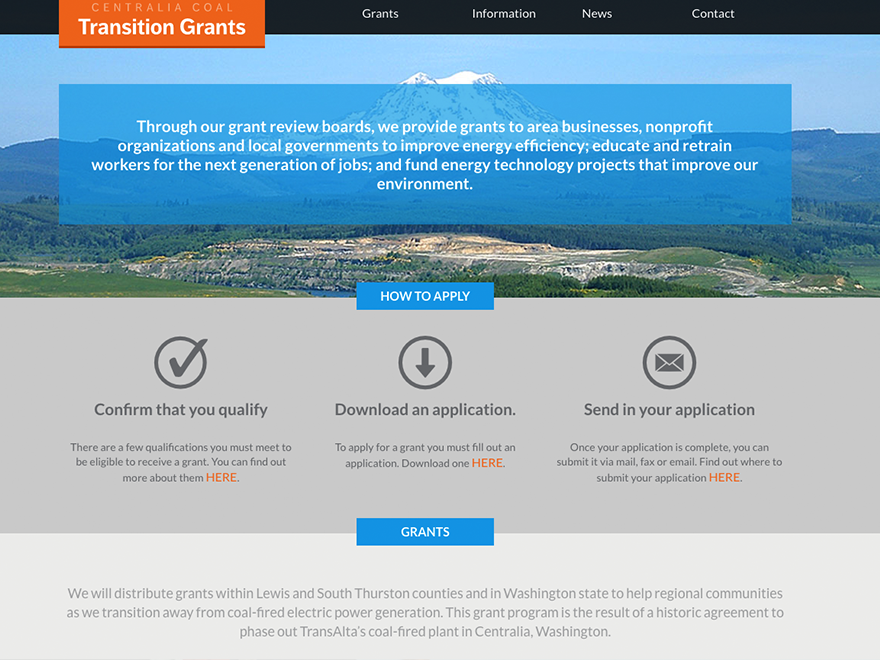 CENTRALIA COAL
Transition Grants
Grants
Information
News
Contact
Through our grant review boards, we provide grants to area businesses, nonprofit
organizations and local governments to improve energy efficiency; educate and retrain
workers for the next generation of jobs; and fund energy technology projects that improve our
environment.
HOW TO APPLY
Confirm that you qualify
There are a few qualifications you must meet to
be eligible to receive a grant. You can find out
more about them HERE.
Download an application.
To apply for a grant you must fill out an
application. Download one HERE.
Send in your application
Once your application is complete, you can
submit it via mail, fax or email. Find out where to
submit your application HERE.
GRANTS
We will distribute grants within Lewis and South Thurston counties and in Washington state to help regional communities
as we transition away from coal-fired electric power generation. This grant program is the result of a historic agreement to
phase out TransAlta's coal-fired plant in Centralia, Washington.